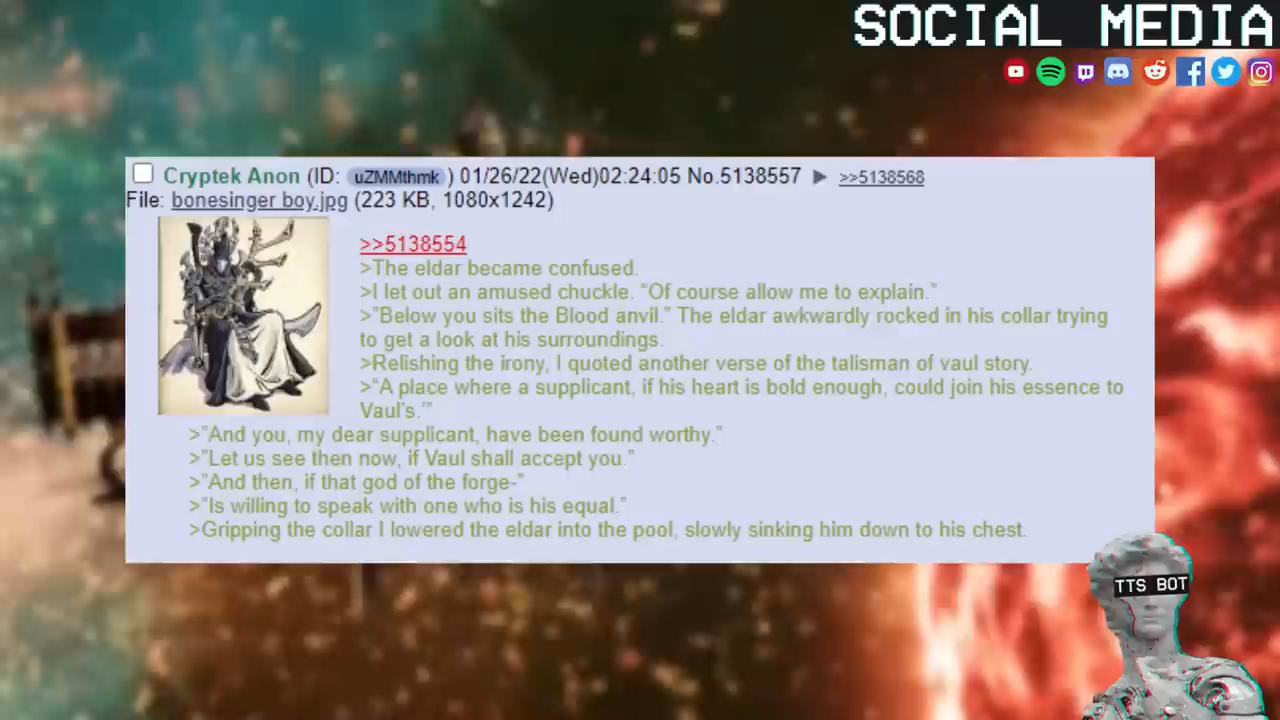 SOCIAL MEDIA
Cryptek Anon (ID: uZMMthmk ) 01/26/22(Wed)02:24:05 No.5138557 ▶ >>5138568
File: bonesinger boy.jpg (223 KB, 1080x1242)
>>5138554
>The eldar became confused.
>I let out an amused chuckle. “Of course allow me to explain.”
>”Below you sits the Blood anvil.” The eldar awkwardly rocked in his collar trying
to get a look at his surroundings.
>Relishing the irony, I quoted another verse of the talisman of vaul story.
>“A place where a supplicant, if his heart is bold enough, could join his essence to
Vaul’s.’”
>”And you, my dear supplicant, have been found worthy.”
>”Let us see then now, if Vaul shall accept you.”
>”And then, if that god of the forge-”
>”Is willing to speak with one who is his equal.”
>Gripping the collar I lowered the eldar into the pool, slowly sinking him down to his chest.
TTS BOT